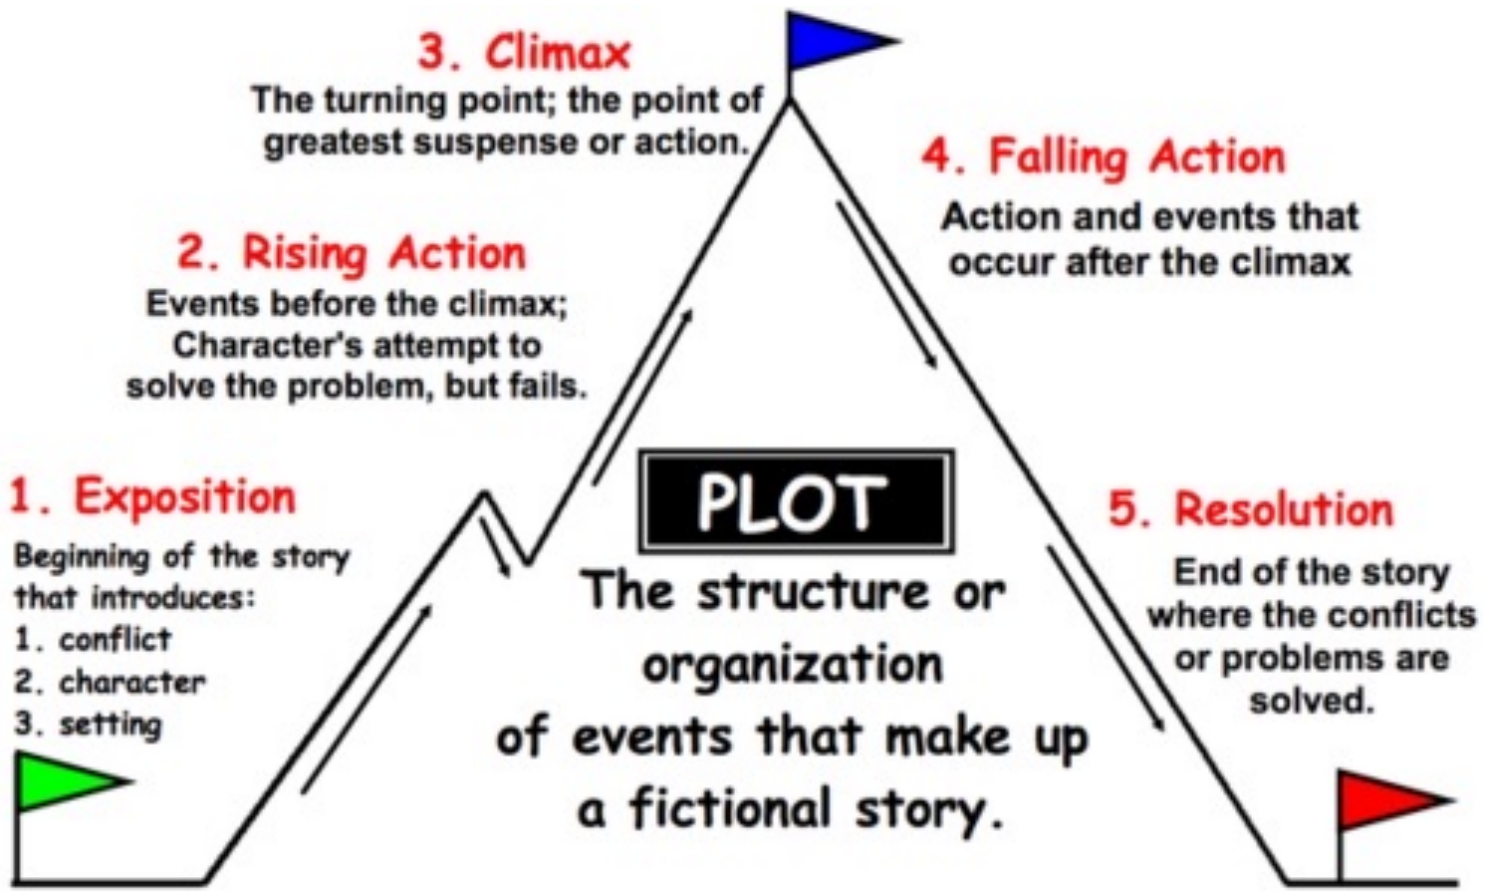 3. Climax
The turning point; the point of
greatest suspense or action.
4. Falling Action
Action and events that
occur after the climax
2. Rising Action
Events before the climax;
Character's attempt to
solve the problem, but fails.
1. Exposition
Beginning of the story
that introduces:
1. conflict
2. character
3. setting
PLOT
The structure or
organization
of events that make up
a fictional story.
5. Resolution
End of the story
where the conflicts
or problems are
solved.